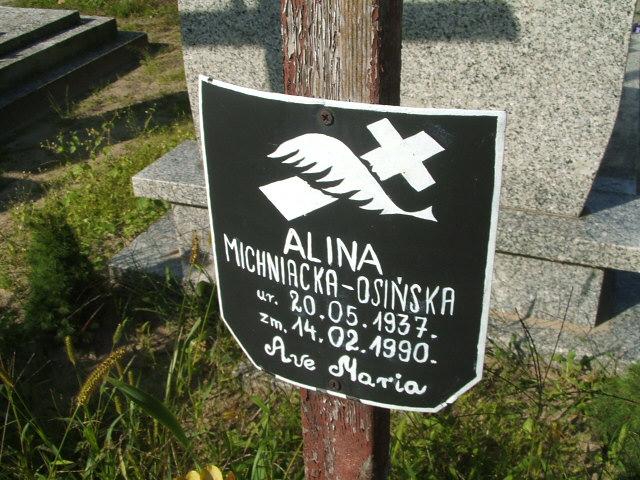 ALINA
MICHNIACKA-OSIŃSKA
ur. 20.05.1937.
zm. 14.02.1990.
Ave Maria